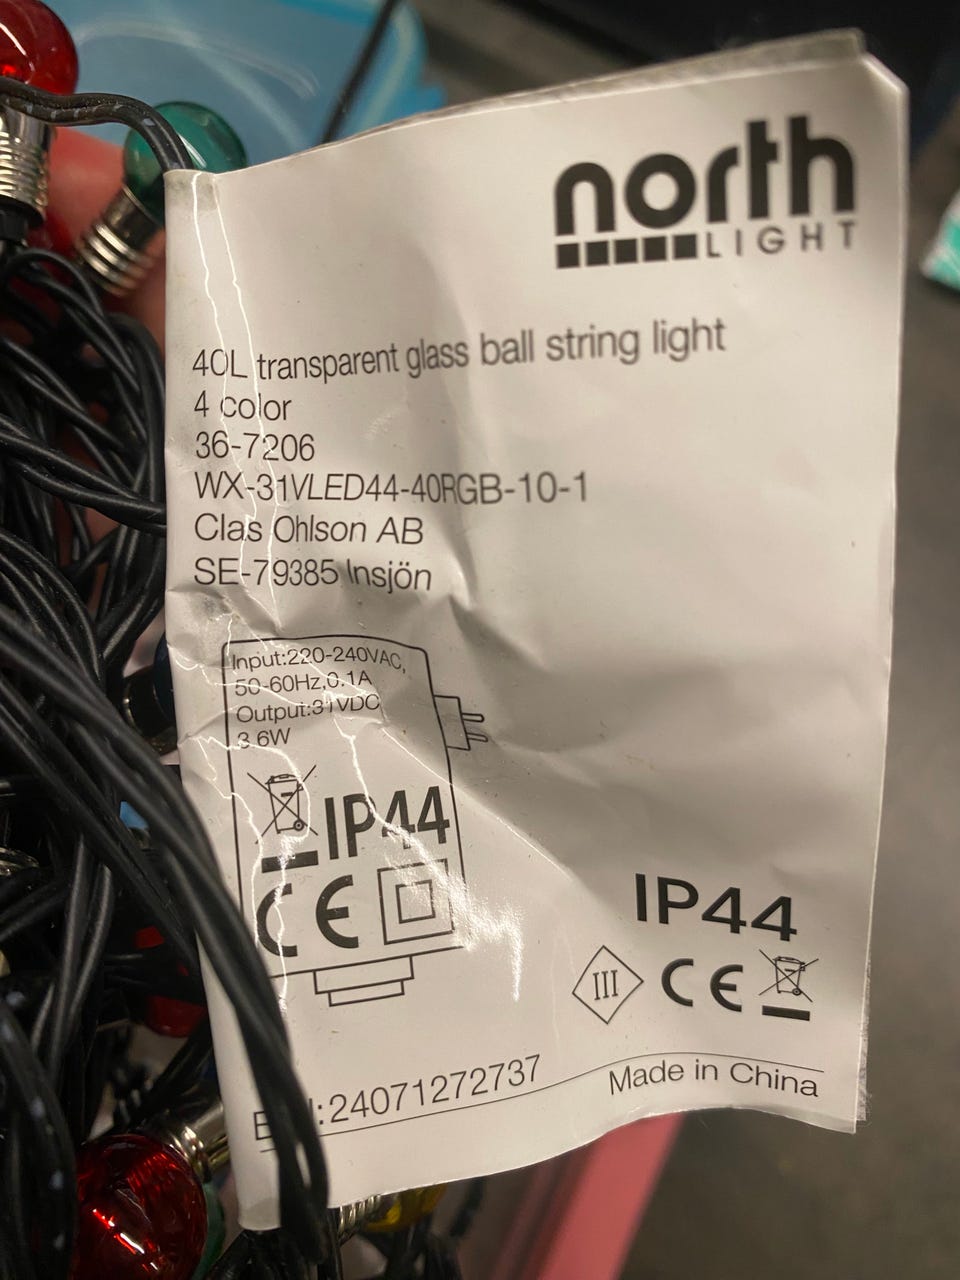 north
LIGHT
40L transparent glass ball string light
4 color
36-7206
WX-31VLED44-40RGB-10-1
Clas Ohlson AB
SE-79385 Insjön
Input:220-240VAC,
50-60Hz,0.1A
Output:31VDC
3.6W
IP44
CE
IP44
III CE
:24071272737
Made in China